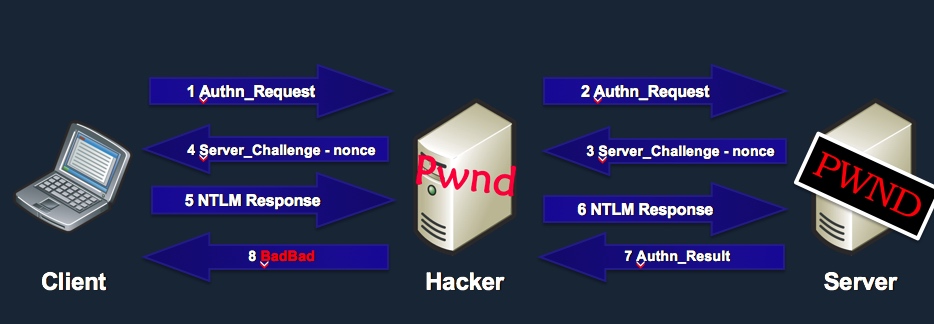 1 Authn_Request
2 Authn_Request
4 Server_Challenge - nonce
3 Server_Challenge - nonce
Pwnd
PWND
5 NTLM Response
6 NTLM Response
8 BadBad
7 Authn_Result
Client
Hacker
Server